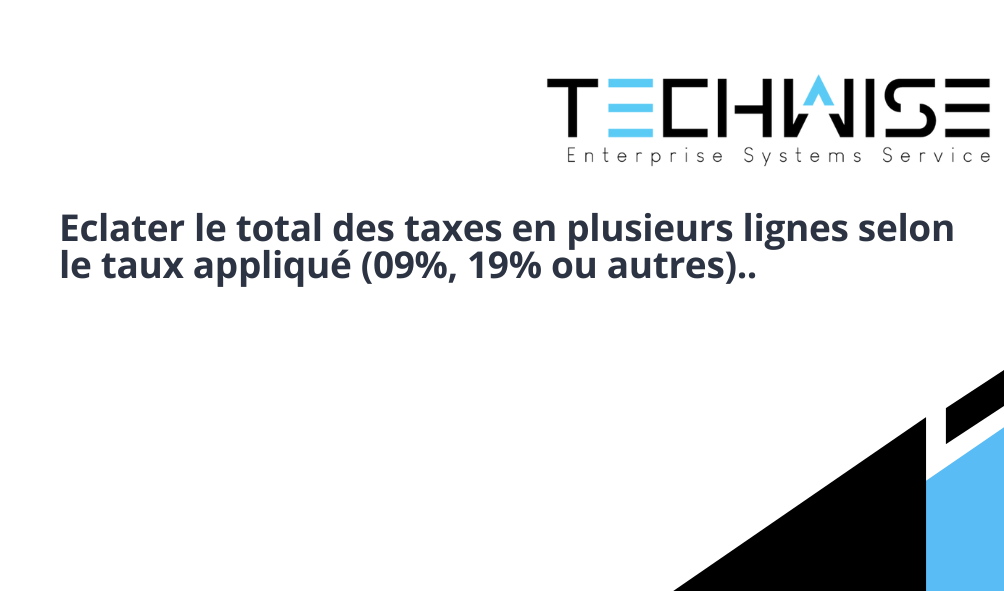 TECHWISE
Enterprise Systems Service
Eclater le total des taxes en plusieurs lignes selon
le taux appliqué (09%, 19% ou autres)..